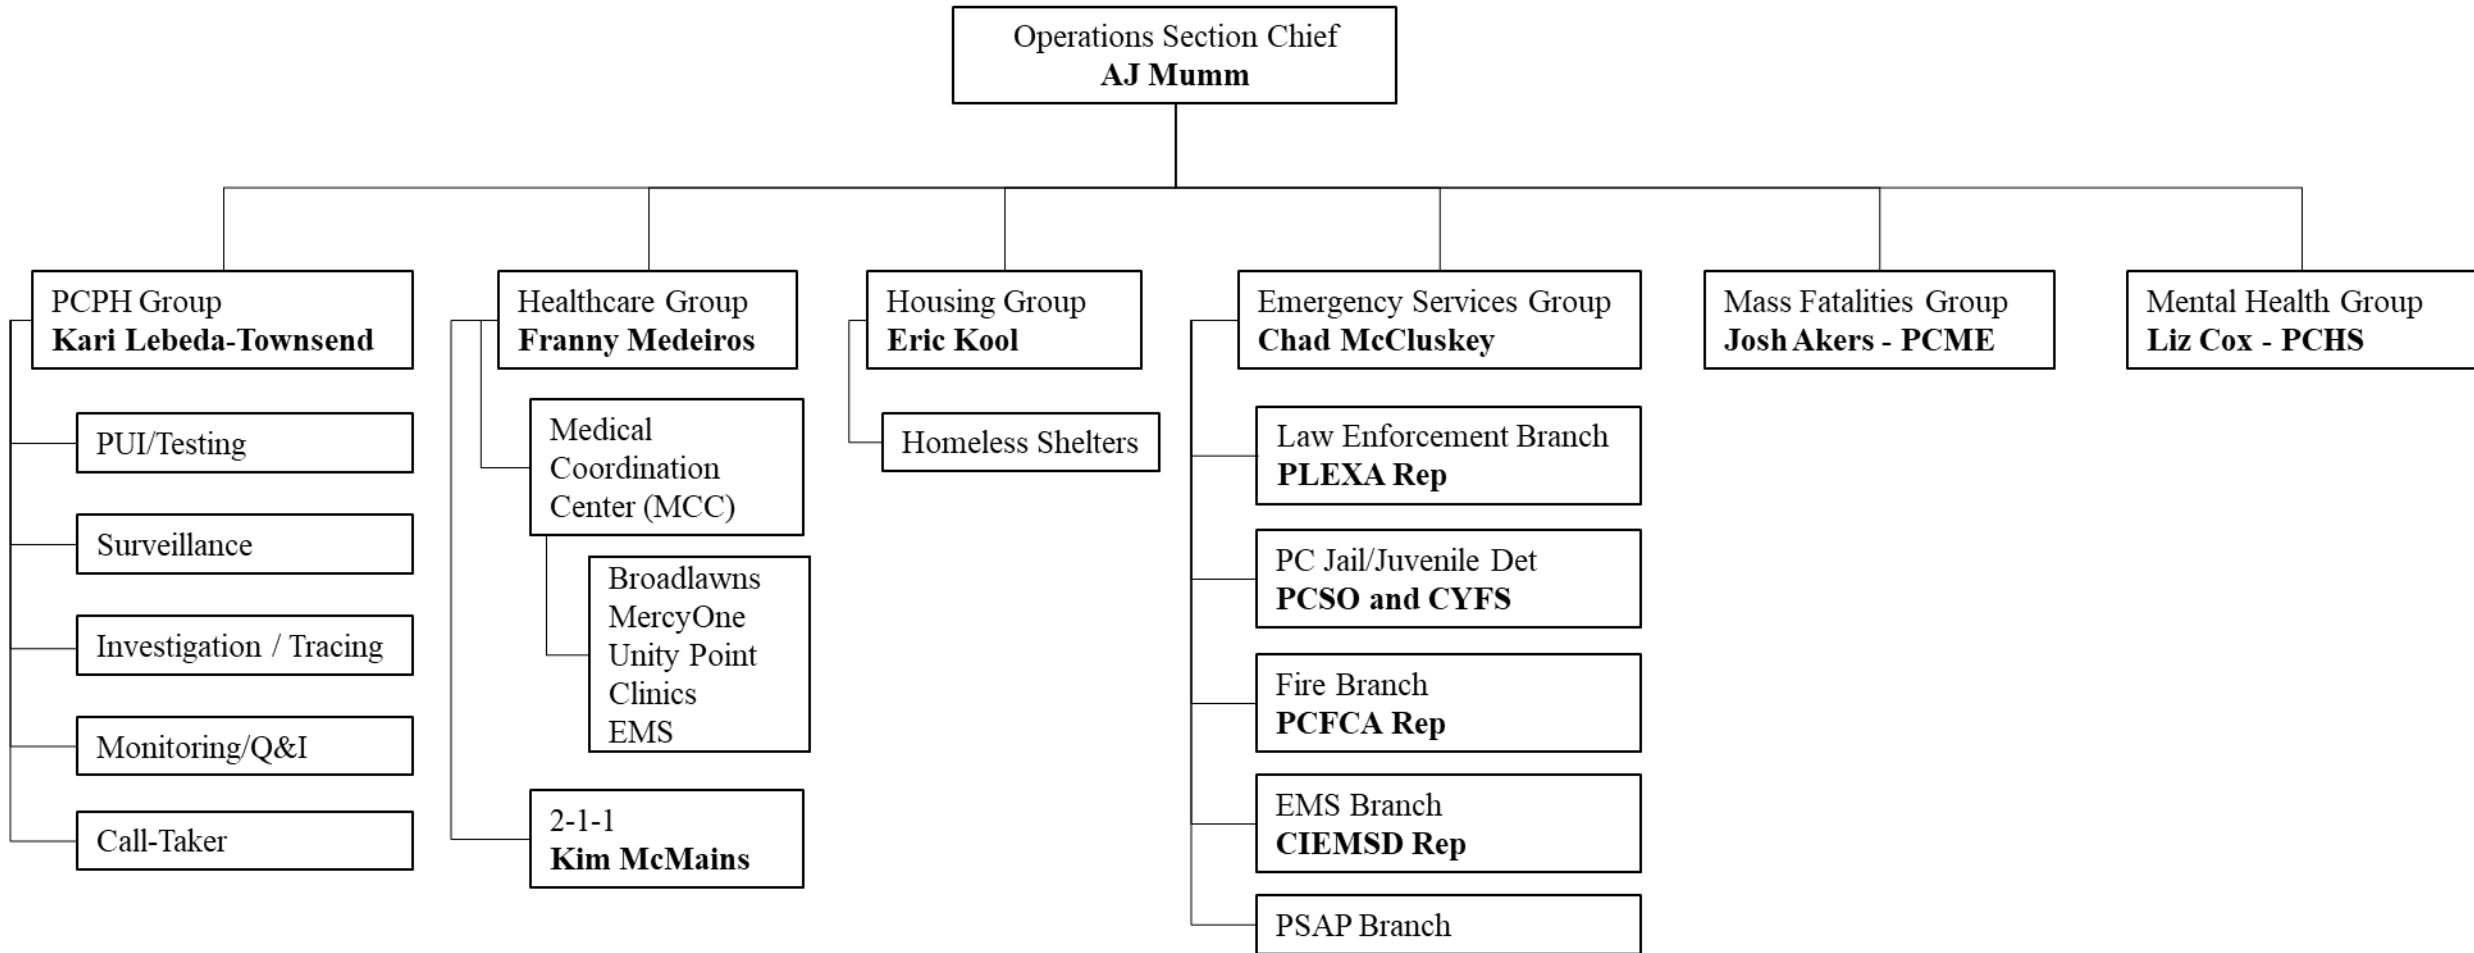 Operations Section Chief
AJ Mumm
PCPH Group
Kari Lebeda-Townsend
PUI/Testing
Surveillance
Investigation / Tracing
Monitoring/Q&I
Call-Taker
Healthcare Group
Franny Medeiros
Medical
Coordination
Center (MCC)
Broadlawns
MercyOne
Unity Point
Clinics
EMS
2-1-1
Kim McMains
Housing Group
Eric Kool
Homeless Shelters
Emergency Services Group
Chad McCluskey
Law Enforcement Branch
PLEXA Rep
PC Jail/Juvenile Det
PCSO and CYFS
Fire Branch
PCFCA Rep
EMS Branch
CIEMSD Rep
PSAP Branch
Mass Fatalities Group
Josh Akers - PCME
Mental Health Group
Liz Cox - PCHS